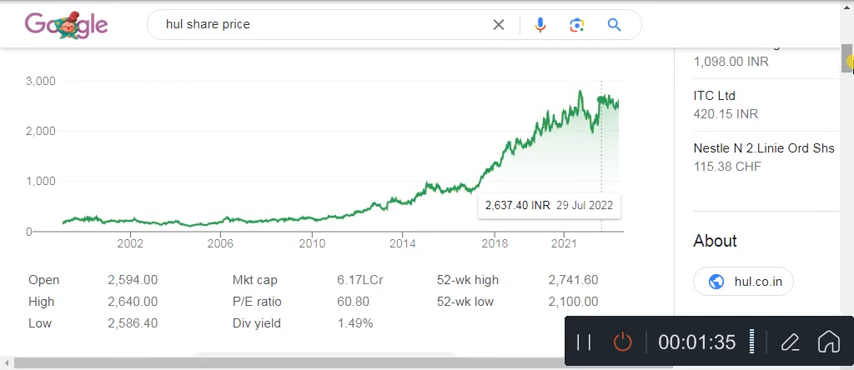 Google
hul share price
1,098.00 INR
3,000
ITC Ltd
420.15 INR
2,000
Nestle N 2.Linie Ord Shs
115.38 CHF
1,000
2,637.40 INR 29 Jul 2022
0
2002 2006 2010 2014 2018 2021
About
Open 2,594.00 Mkt cap 6.17LCr 52-wk high 2,741.60
hul.co.in
High 2,640.00 P/E ratio 60.80 52-wk low 2,100.00
Low 2,586.40 Div yield 1.49%
00:01:35